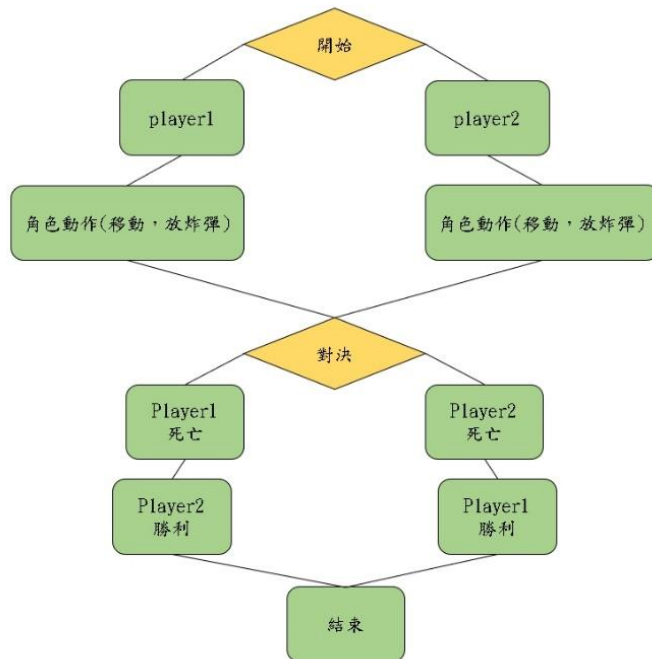 開始
player1
player2
角色動作(移動，放炸彈)
角色動作(移動，放炸彈)
對決
Player1
死亡
Player2
死亡
Player2
勝利
Player1
勝利
結束